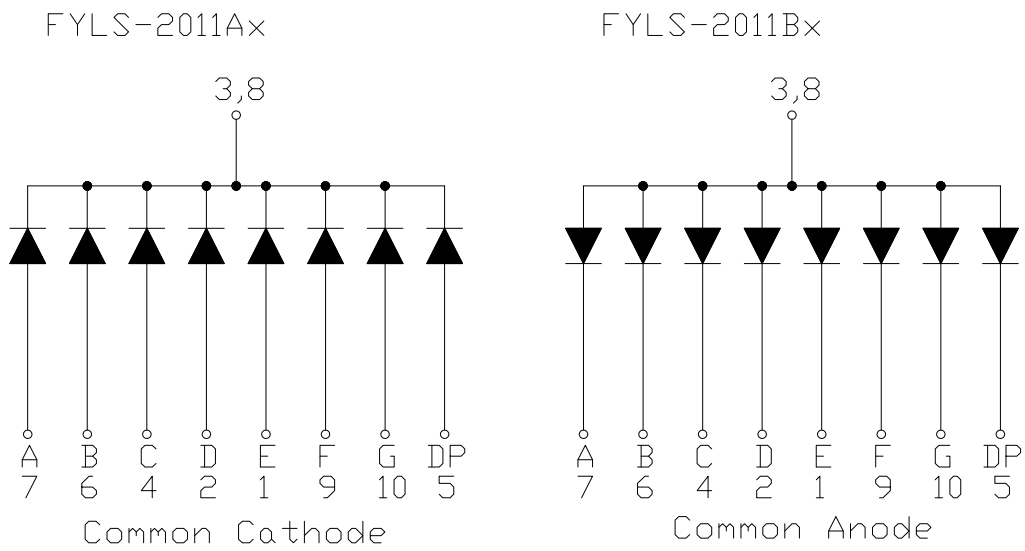 FYLS-2011Ax
FYLS-2011Bx
3,8
3,8
A B C D E F G DP
A B C D E F G DP
7 6 4 2 1 9 10 5
7 6 4 2 1 9 10 5
Common Cathode
Common Anode